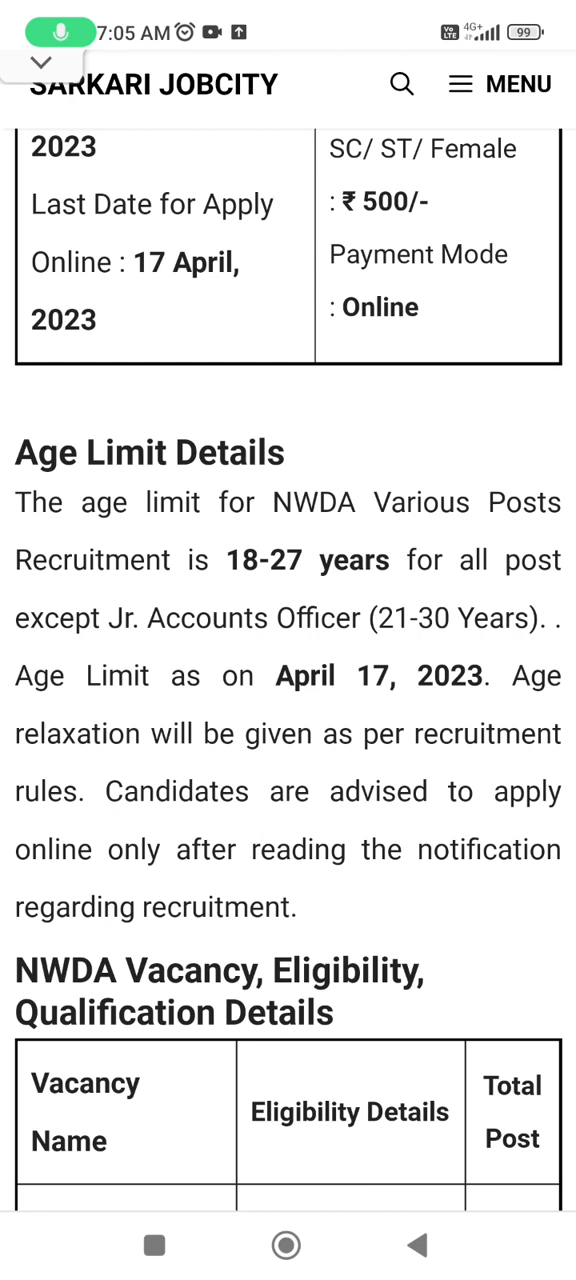 7:05 AM
Vo LTE 4G+ 99
SARKARI JOBCITY
MENU
2023
Last Date for Apply
Online : 17 April,
2023
SC/ ST/ Female
: ₹ 500/-
Payment Mode
: Online
Age Limit Details
The age limit for NWDA Various Posts
Recruitment is 18-27 years for all post
except Jr. Accounts Officer (21-30 Years). .
Age Limit as on April 17, 2023. Age
relaxation will be given as per recruitment
rules. Candidates are advised to apply
online only after reading the notification
regarding recruitment.
NWDA Vacancy, Eligibility,
Qualification Details
Vacancy
Name
Eligibility Details
Total
Post